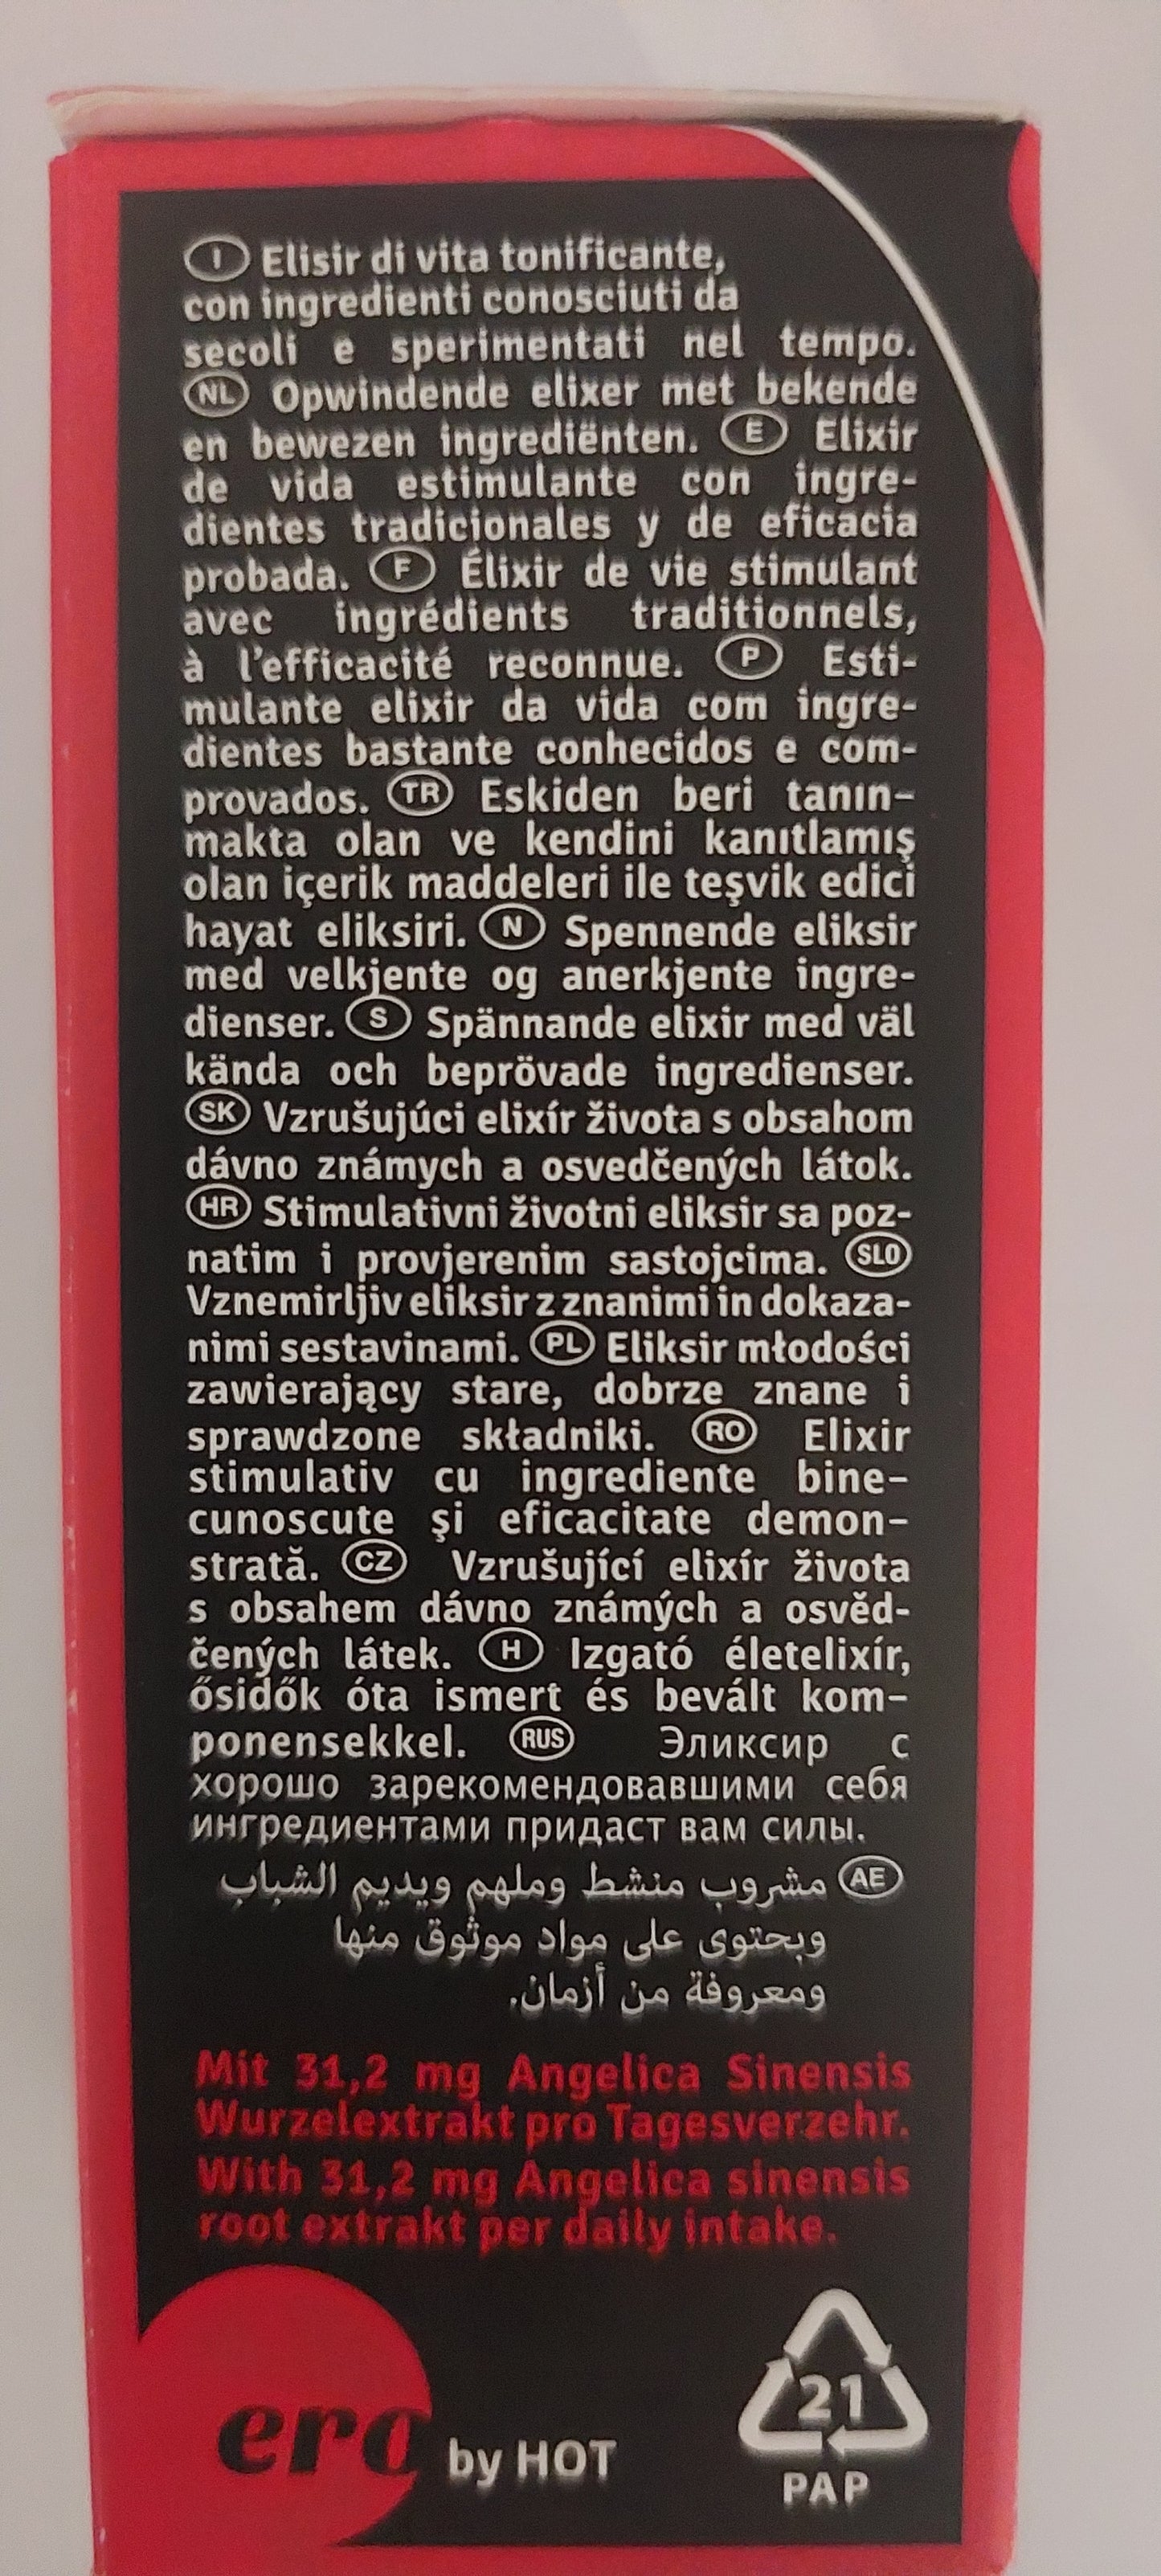 I Elisir di vita tonificante,
con ingredienti conosciuti da
secoli e sperimentati nel tempo.
NL Opwindende elixer met bekende
en bewezen ingrediënten. E Elixir
de vida estimulante con ingre-
dientes tradicionales y de eficacia
probada. F Élixir de vie stimulant
avec ingrédients traditionnels,
à l'efficacité reconnue. P Esti-
mulante elixir da vida com ingre-
dientes bastante conhecidos e com-
provados. TR Eskiden beri tanın-
makta olan ve kendini kanıtlamış
olan içerik maddeleri ile teşvik edici
hayat eliksiri. N Spennende eliksir
med velkjente og anerkjente ingre-
dienser. S Spännande elixir med väl
kända och beprövade ingredienser.
SK Vzrušujúci elixír života s obsahom
dávno známych a osvedčených látok.
HR Stimulativni životni eliksir sa poz-
natim i provjerenim sastojcima. SLO
Vznemirljiv eliksir z znanimi in dokaza-
nimi sestavinami. PL Eliksir młodości
zawierający stare, dobrze znane i
sprawdzone składniki. RO Elixir
stimulativ cu ingrediente bine-
cunoscute şi eficacitate demon-
strată. CZ Vzrušující elixír života
s obsahem dávno známých a osvěd-
čených látek. H Izgató életelixír,
ősidők óta ismert és bevált kom-
ponensekkel. RUS Эликсир с
хорошо зарекомендовавшими себя
ингредиентами придаст вам силы.
AE مشروب منشط وملهم ويديم الشباب
ويحتوى على مواد موثوق منها
ومعروفة من أزمان.
Mit 31,2 mg Angelica Sinensis
Wurzelextrakt pro Tagesverzehr.
With 31,2 mg Angelica sinensis
root extrakt per daily intake.
ero by HOT
21
PAP